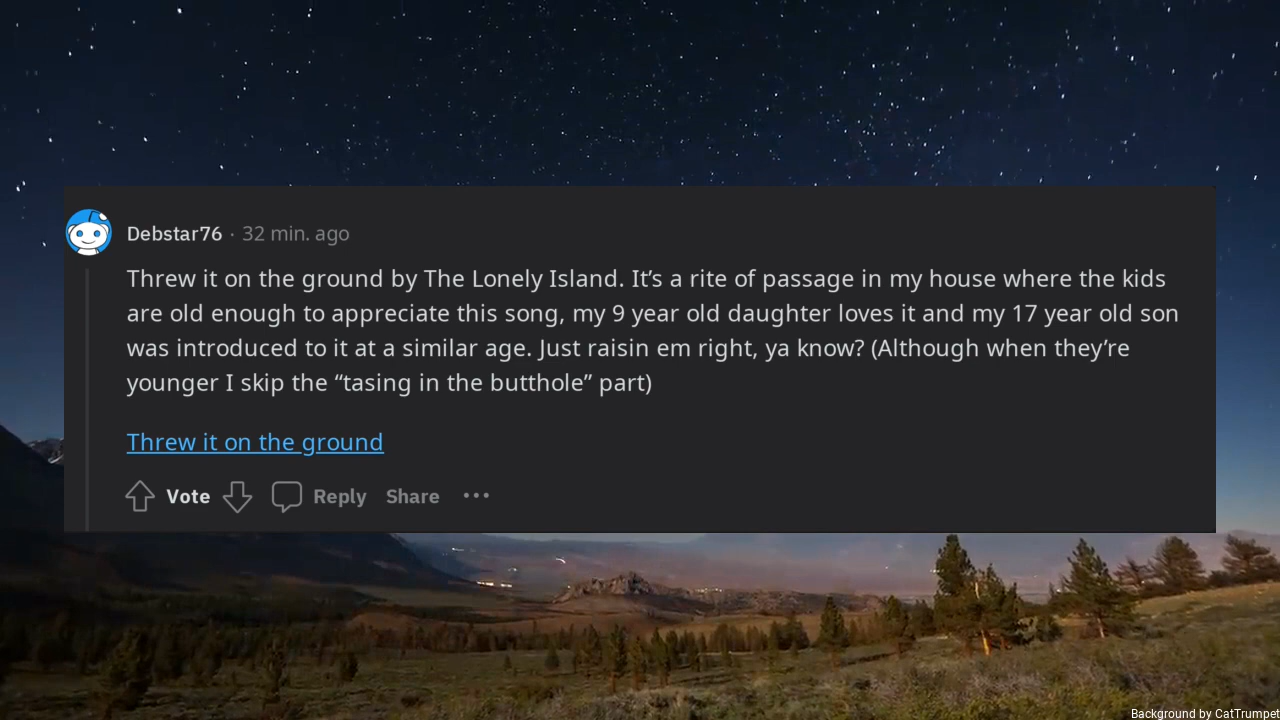 Debstar76 · 32 min. ago
Threw it on the ground by The Lonely Island. It’s a rite of passage in my house where the kids
are old enough to appreciate this song, my 9 year old daughter loves it and my 17 year old son
was introduced to it at a similar age. Just raisin em right, ya know? (Although when they’re
younger I skip the “tasing in the butthole” part)
Threw it on the ground
Vote Reply Share ···
Background by CatTrumpet